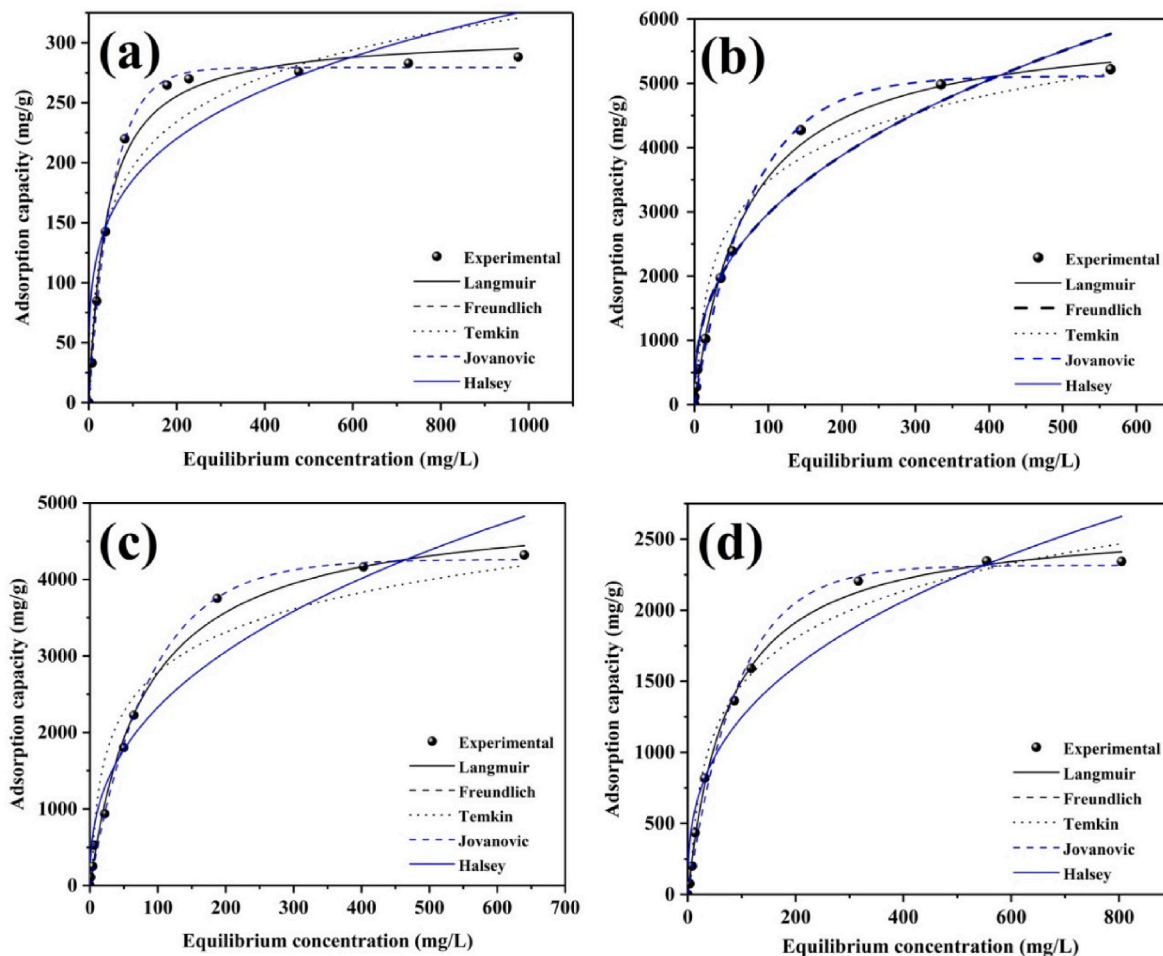 (a)
Adsorption capacity (mg/g)
300
250
200
150
100
50
0
Experimental
Langmuir
Freundlich
Temkin
Jovanovic
Halsey
0 200 400 600 800 1000
Equilibrium concentration (mg/L)
(b)
Adsorption capacity (mg/g)
6000
5000
4000
3000
2000
1000
0
Experimental
Langmuir
Freundlich
Temkin
Jovanovic
Halsey
0 100 200 300 400 500 600
Equilibrium concentration (mg/L)
(c)
Adsorption capacity (mg/g)
5000
4000
3000
2000
1000
0
Experimental
Langmuir
Freundlich
Temkin
Jovanovic
Halsey
0 100 200 300 400 500 600 700
Equilibrium concentration (mg/L)
(d)
Adsorption capacity (mg/g)
2500
2000
1500
1000
500
0
Experimental
Langmuir
Freundlich
Temkin
Jovanovic
Halsey
0 200 400 600 800
Equilibrium concentration (mg/L)